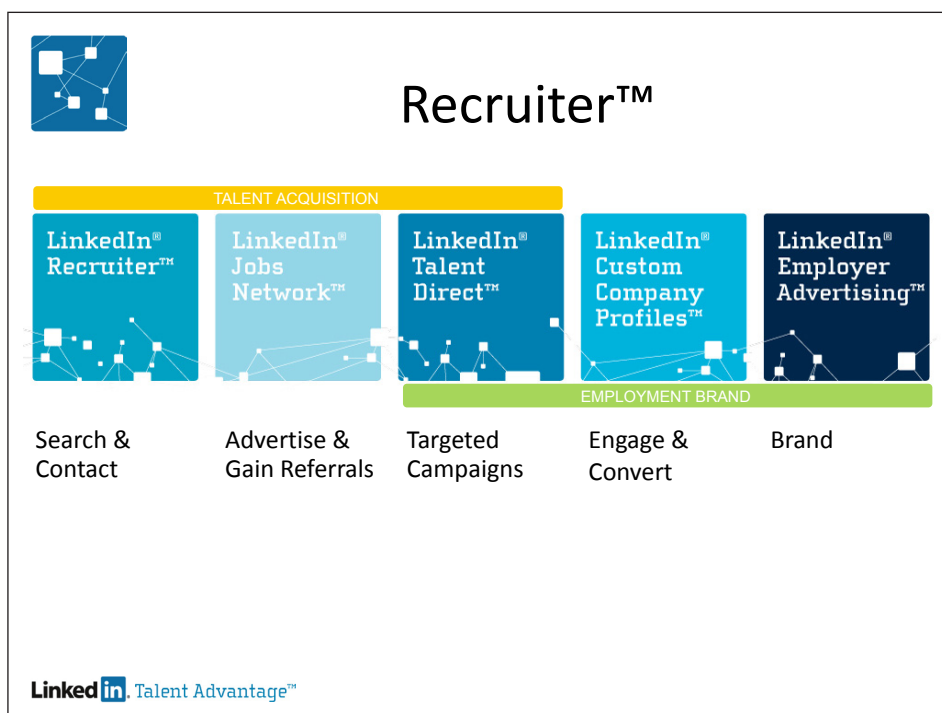 Recruiter™
TALENT ACQUISITION
LinkedIn®
Recruiter™
LinkedIn®
Jobs
Network™
LinkedIn®
Talent
Direct™
LinkedIn®
Custom
Company
Profiles™
LinkedIn®
Employer
Advertising™
EMPLOYMENT BRAND
Search &
Contact
Advertise &
Gain Referrals
Targeted
Campaigns
Engage &
Convert
Brand
Linked in. Talent Advantage™